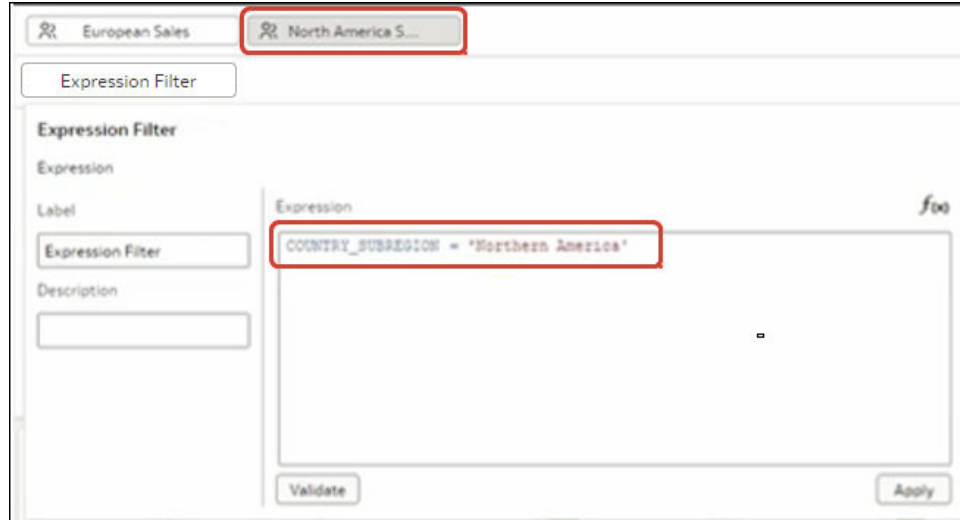 European Sales
North America S...
Expression Filter
Expression Filter
Expression
Label
Expression
f(x)
Expression Filter
COUNTRY_SUBREGION = 'Northern America'
Description
Validate
Apply